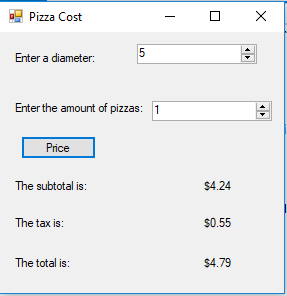 Pizza Cost
Enter a diameter: 5
Enter the amount of pizzas: 1
Price
The subtotal is: $4.24
The tax is: $0.55
The total is: $4.79